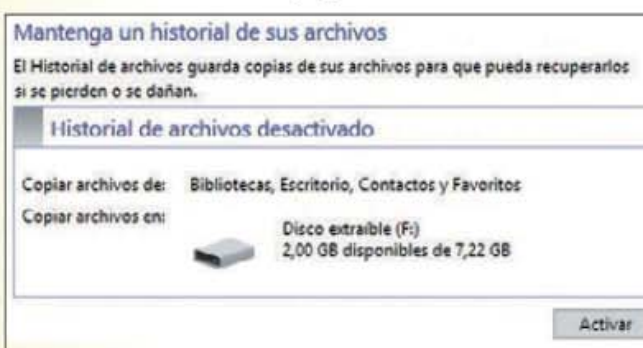 Mantenga un historial de sus archivos
El Historial de archivos guarda copias de sus archivos para que pueda recuperarlos
si se pierden o se dañan.
Historial de archivos desactivado
Copiar archivos de: Bibliotecas, Escritorio, Contactos y Favoritos
Copiar archivos en:
Disco extraíble (F:)
2,00 GB disponibles de 7,22 GB
Activar